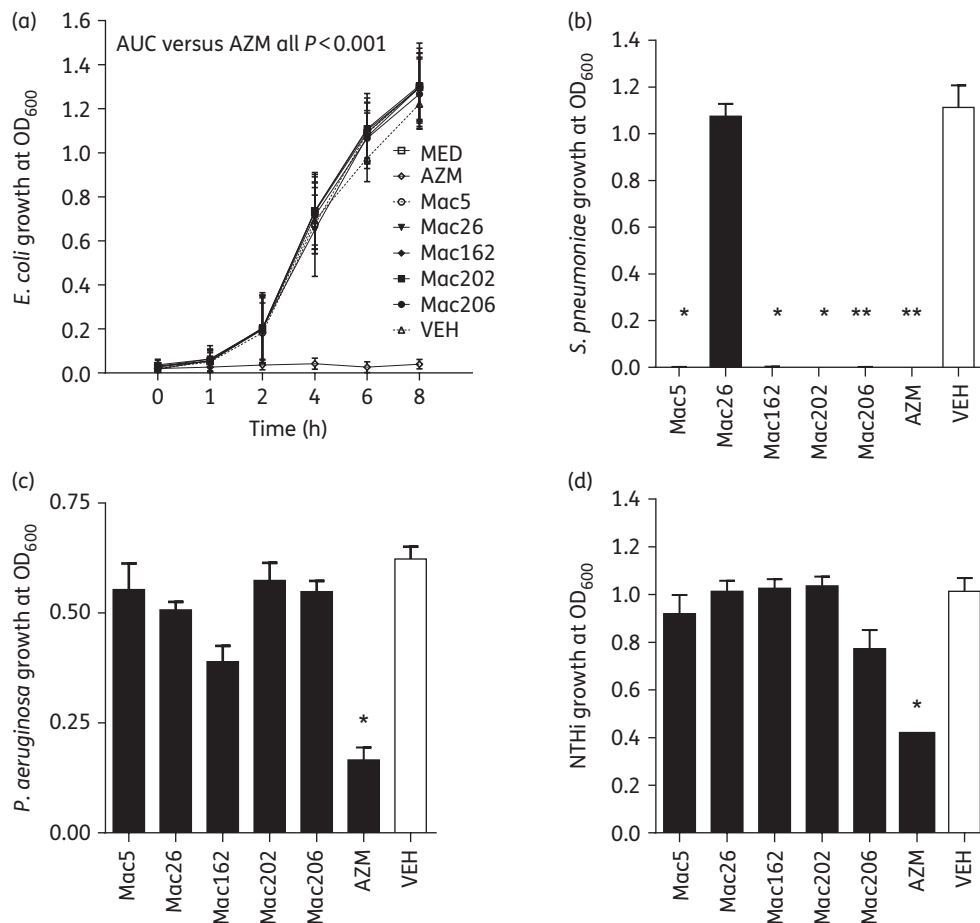 (a)
AUC versus AZM all P<0.001
E. coli growth at OD600
1.6
1.4
1.2
1.0
0.8
0.6
0.4
0.2
0.0
0 1 2 4 6 8
Time (h)
MED
AZM
Mac5
Mac26
Mac162
Mac202
Mac206
VEH
(b)
S. pneumoniae growth at OD600
1.4
1.2
1.0
0.8
0.6
0.4
0.2
0.0
* * * ** **
Mac5 Mac26 Mac162 Mac202 Mac206 AZM VEH
(c)
P. aeruginosa growth at OD600
0.75
0.50
0.25
0.00
*
Mac5 Mac26 Mac162 Mac202 Mac206 AZM VEH
(d)
NTHi growth at OD600
1.4
1.2
1.0
0.8
0.6
0.4
0.2
0.0
*
Mac5 Mac26 Mac162 Mac202 Mac206 AZM VEH